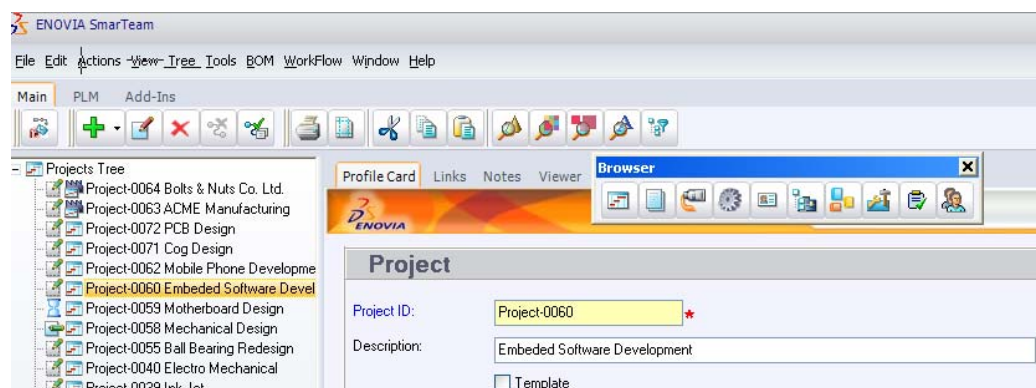 ENOVIA SmarTeam
File Edit Actions View Tree Tools BOM WorkFlow Window Help
Main PLM Add-Ins
Projects Tree
Project-0064 Bolts & Nuts Co. Ltd.
Project-0063 ACME Manufacturing
Project-0072 PCB Design
Project-0071 Cog Design
Project-0062 Mobile Phone Developme
Project-0060 Embeded Software Devel
Project-0059 Motherboard Design
Project-0058 Mechanical Design
Project-0055 Ball Bearing Redesign
Project-0040 Electro Mechanical
Project-0039 Ink Jet
Profile Card Links Notes Viewer
Browser
ENOVIA
Project
Project ID: Project-0060 *
Description: Embeded Software Development
Template